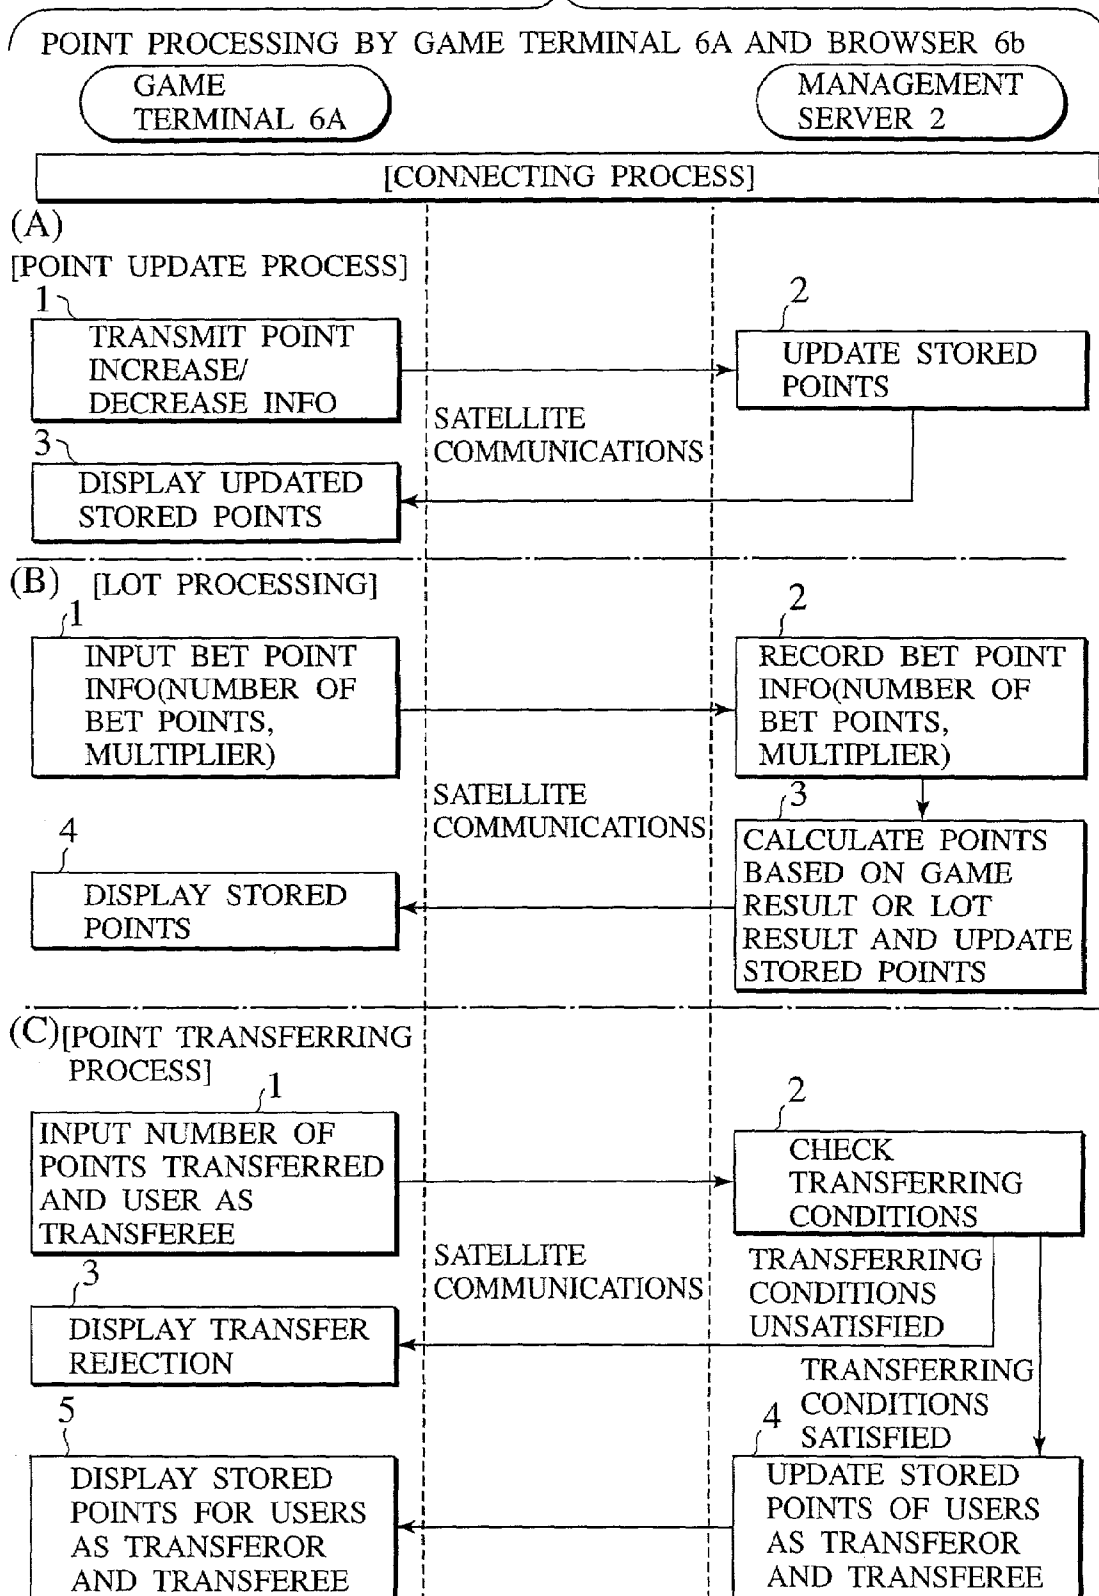 POINT PROCESSING BY GAME TERMINAL 6A AND BROWSER 6b
GAME
TERMINAL 6A
MANAGEMENT
SERVER 2
[CONNECTING PROCESS]
(A)
[POINT UPDATE PROCESS]
1
TRANSMIT POINT
INCREASE/
DECREASE INFO
2
UPDATE STORED
POINTS
SATELLITE
COMMUNICATIONS
3
DISPLAY UPDATED
STORED POINTS
(B) [LOT PROCESSING]
1
INPUT BET POINT
INFO(NUMBER OF
BET POINTS,
MULTIPLIER)
2
RECORD BET POINT
INFO(NUMBER OF
BET POINTS,
MULTIPLIER)
SATELLITE
COMMUNICATIONS
3
CALCULATE POINTS
BASED ON GAME
RESULT OR LOT
RESULT AND UPDATE
STORED POINTS
4
DISPLAY STORED
POINTS
(C)[POINT TRANSFERRING
PROCESS]
1
INPUT NUMBER OF
POINTS TRANSFERRED
AND USER AS
TRANSFEREE
2
CHECK
TRANSFERRING
CONDITIONS
SATELLITE
COMMUNICATIONS
TRANSFERRING
CONDITIONS
UNSATISFIED
3
DISPLAY TRANSFER
REJECTION
TRANSFERRING
CONDITIONS
SATISFIED
4
UPDATE STORED
POINTS OF USERS
AS TRANSFEROR
AND TRANSFEREE
5
DISPLAY STORED
POINTS FOR USERS
AS TRANSFEROR
AND TRANSFEREE